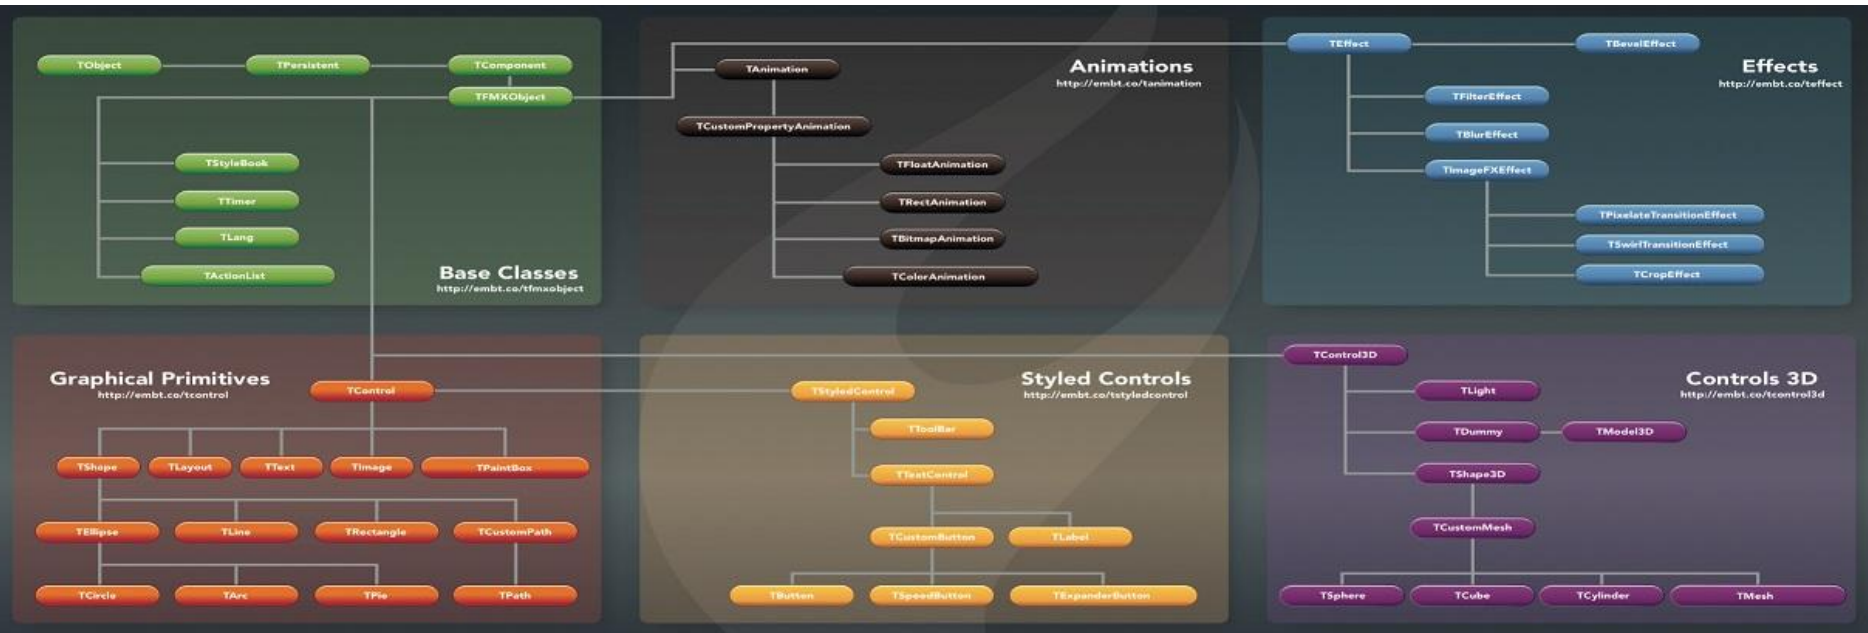 TObject
TPersistent
TComponent
TFMXObject
TStyleBook
TTimer
TLang
TActionList
Base Classes
http://embt.co/tfmxobject
TAnimation
Animations
http://embt.co/tanimation
TCustomPropertyAnimation
TFloatAnimation
TRectAnimation
TBitmapAnimation
TColorAnimation
TEffect
TBevelEffect
Effects
http://embt.co/teffect
TFilterEffect
TBlurEffect
TImageFXEffect
TPixelateTransitionEffect
TSwirlTransitionEffect
TCropEffect
Graphical Primitives
http://embt.co/tcontrol
TControl
TShape
TLayout
TText
TImage
TPaintBox
TEllipse
TLine
TRectangle
TCustomPath
TCircle
TArc
TPie
TPath
TStyledControl
Styled Controls
http://embt.co/tstyledcontrol
TToolBar
TTextControl
TCustomButton
TLabel
TButton
TSpeedButton
TExpanderButton
TControl3D
Controls 3D
http://embt.co/tcontrol3d
TLight
TDummy
TModel3D
TShape3D
TCustomMesh
TSphere
TCube
TCylinder
TMesh